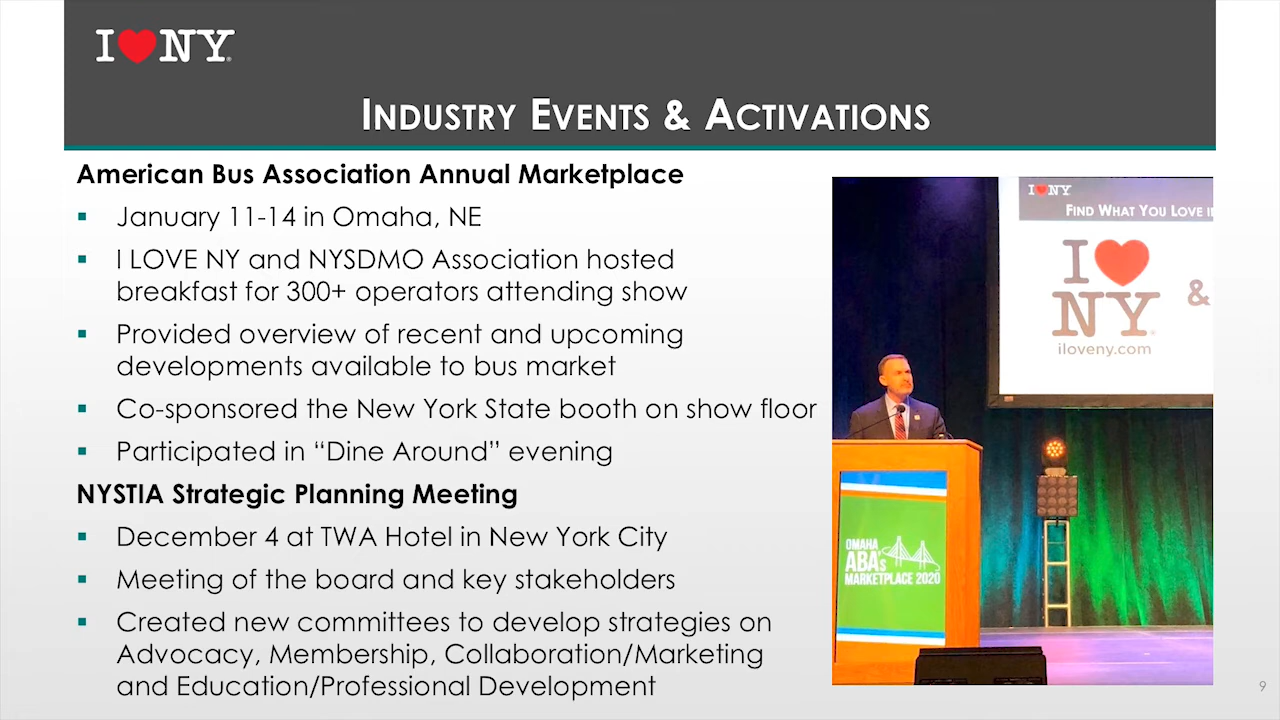 I NY
INDUSTRY EVENTS & ACTIVATIONS
American Bus Association Annual Marketplace
▪ January 11-14 in Omaha, NE
▪ I LOVE NY and NYSDMO Association hosted
breakfast for 300+ operators attending show
▪ Provided overview of recent and upcoming
developments available to bus market
▪ Co-sponsored the New York State booth on show floor
▪ Participated in “Dine Around” evening
NYSTIA Strategic Planning Meeting
▪ December 4 at TWA Hotel in New York City
▪ Meeting of the board and key stakeholders
▪ Created new committees to develop strategies on
Advocacy, Membership, Collaboration/Marketing
and Education/Professional Development
I NY
FIND WHAT YOU LOVE
I
NY
&
iloveny.com
OMAHA
ABA's
MARKETPLACE 2020
9